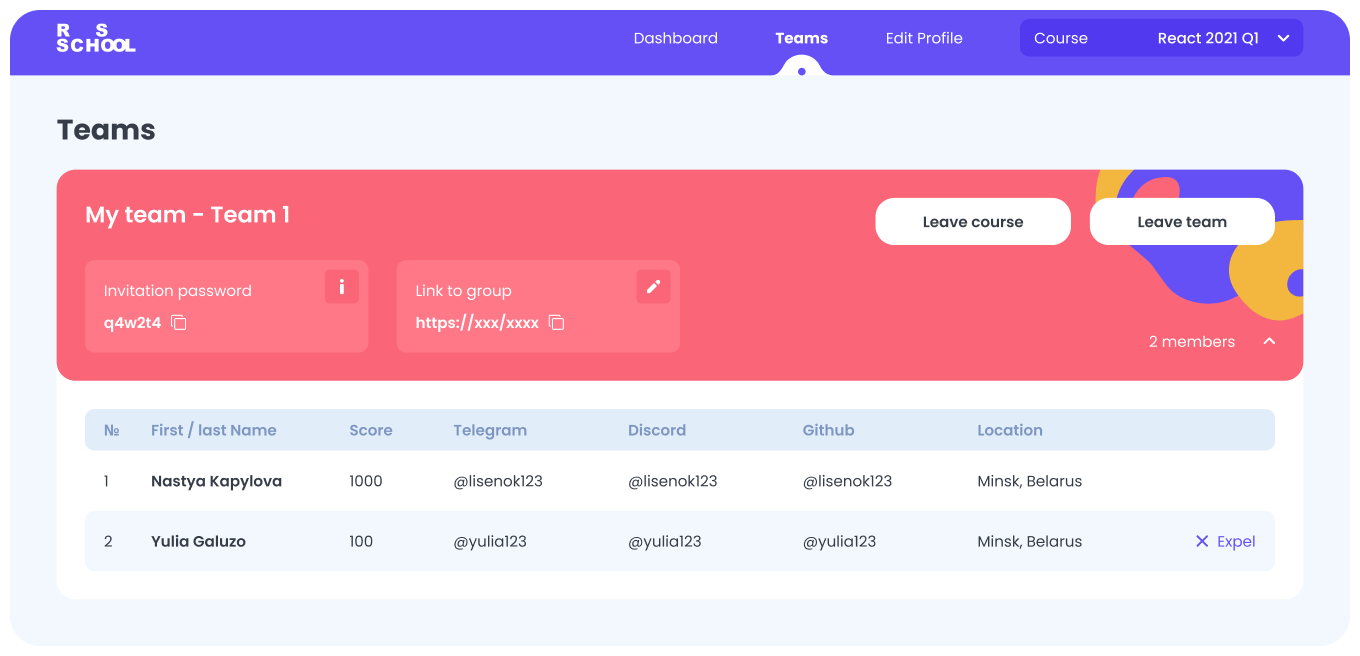 R S
SCHOOL
Dashboard Teams Edit Profile Course React 2021 Q1
Teams
My team - Team 1
Leave course Leave team
Invitation password
q4w2t4
Link to group
https://xxx/xxxx
2 members
№ First / last Name Score Telegram Discord Github Location
1 Nastya Kapylova 1000 @lisenok123 @lisenok123 @lisenok123 Minsk, Belarus
2 Yulia Galuzo 100 @yulia123 @yulia123 @yulia123 Minsk, Belarus Expel